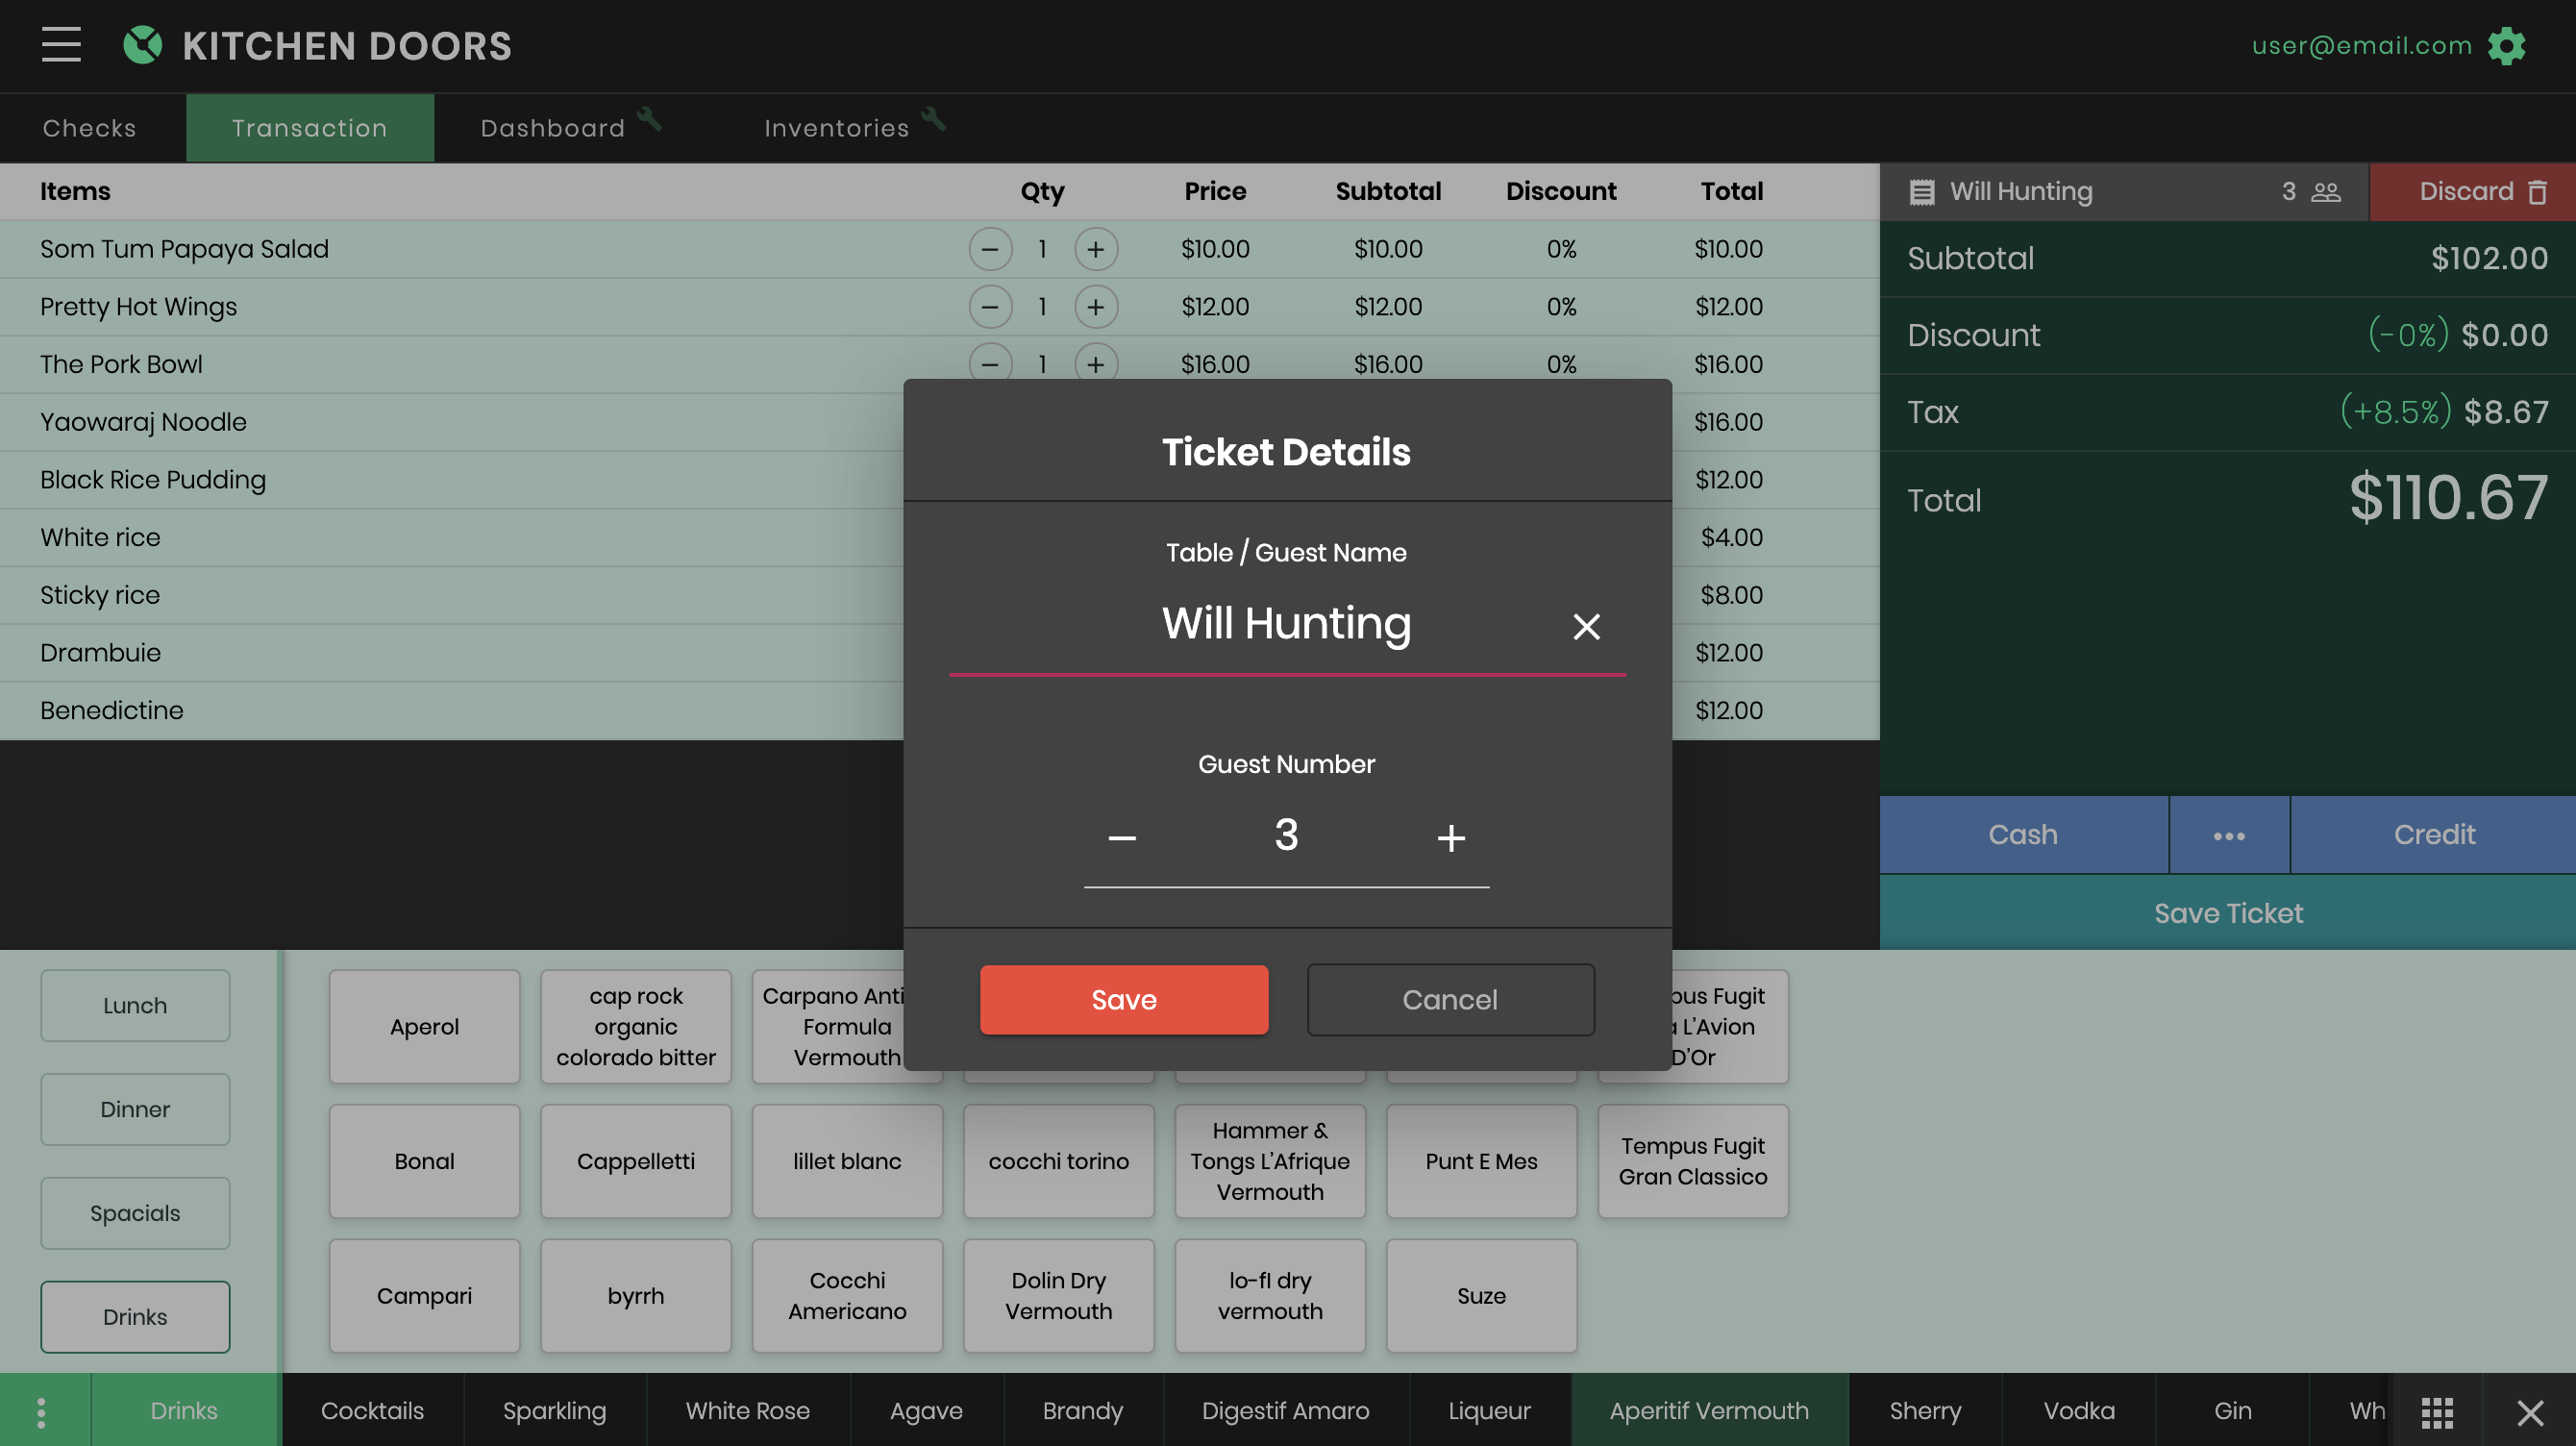 KITCHEN DOORS
user@email.com
Checks
Transaction
Dashboard
Inventories
Items Qty Price Subtotal Discount Total
Som Tum Papaya Salad 1 $10.00 $10.00 0% $10.00
Pretty Hot Wings 1 $12.00 $12.00 0% $12.00
The Pork Bowl 1 $16.00 $16.00 0% $16.00
Yaowaraj Noodle $16.00
Black Rice Pudding $12.00
White rice $4.00
Sticky rice $8.00
Drambuie $12.00
Benedictine $12.00
Will Hunting 3
Discard
Subtotal $102.00
Discount (-0%) $0.00
Tax (+8.5%) $8.67
Total $110.67
Cash
Credit
Save Ticket
Ticket Details
Table / Guest Name
Will Hunting
Guest Number
3
Save
Cancel
Lunch
Dinner
Spacials
Drinks
Aperol
cap rock
organic
colorado bitter
Carpano Anti
Formula
Vermouth
pus Fugit
L'Avion
D'Or
Bonal
Cappelletti
lillet blanc
cocchi torino
Hammer &
Tongs L'Afrique
Vermouth
Punt E Mes
Tempus Fugit
Gran Classico
Campari
byrrh
Cocchi
Americano
Dolin Dry
Vermouth
lo-fI dry
vermouth
Suze
Drinks
Cocktails
Sparkling
White Rose
Agave
Brandy
Digestif Amaro
Liqueur
Aperitif Vermouth
Sherry
Vodka
Gin
Wh